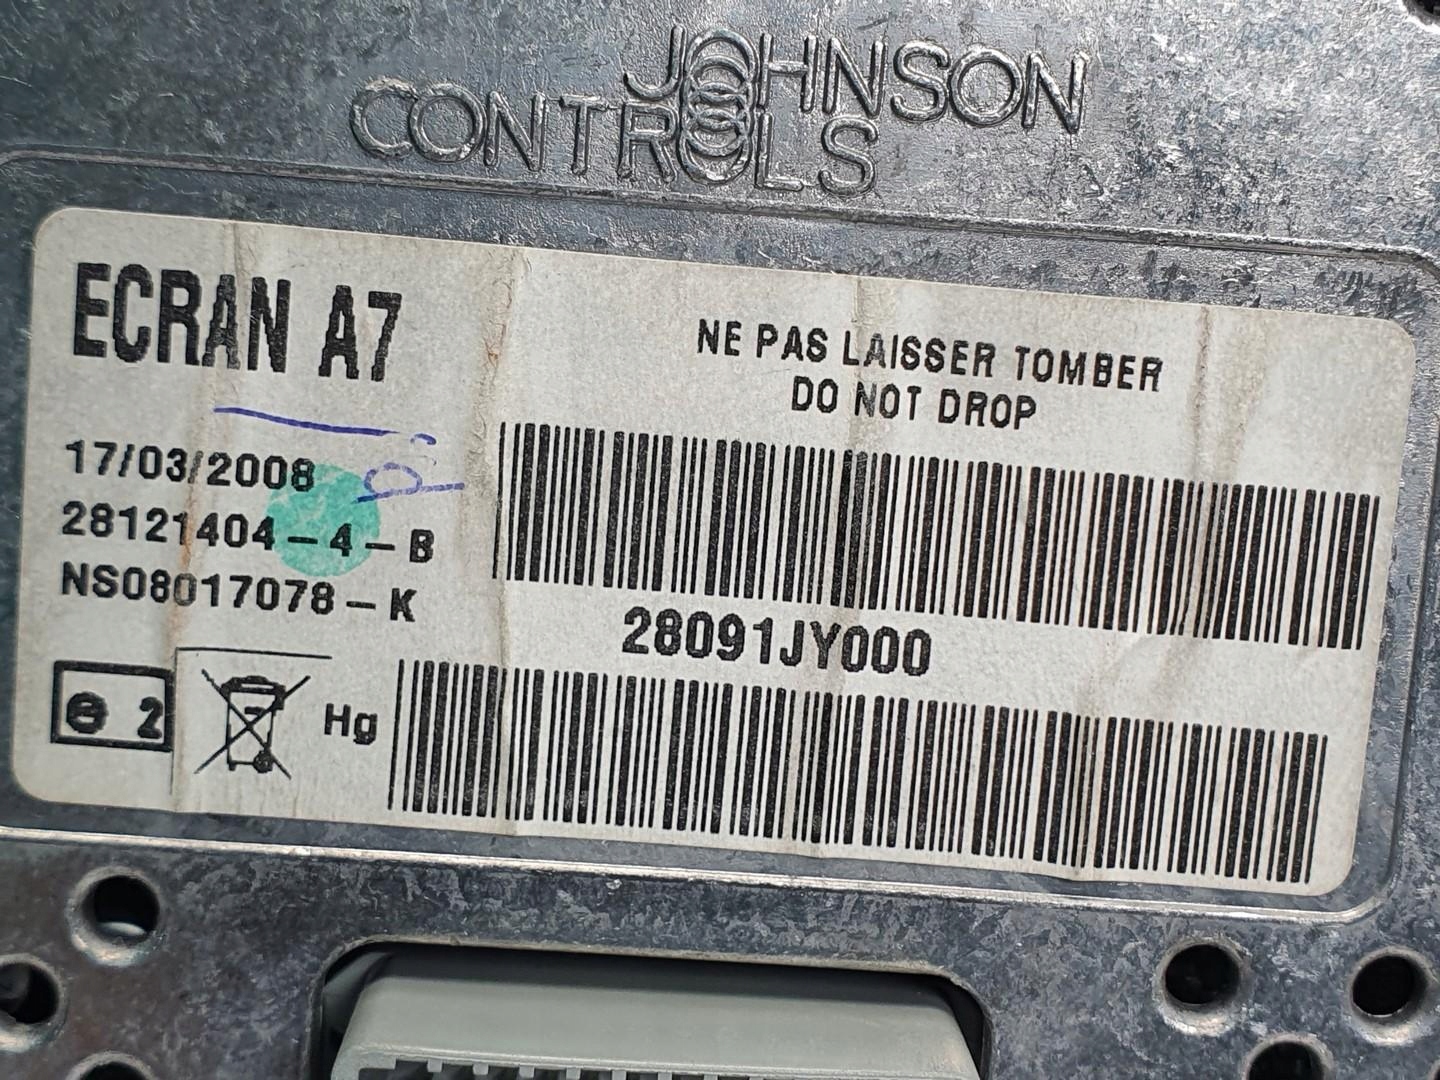 JOHNSON
CONTROLS
ECRAN A7
NE PAS LAISSER TOMBER
DO NOT DROP
17/03/2008
28121404-4-B
NS08017078-K
28091JY000
e 2
Hg